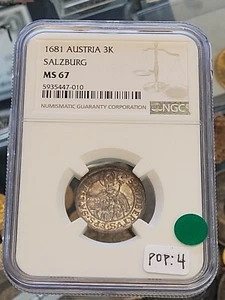 1681 AUSTRIA 3K
SALZBURG
MS 67
5935447-010
NUMISMATIC GUARANTY CORPORATION
NGC
POP: 4